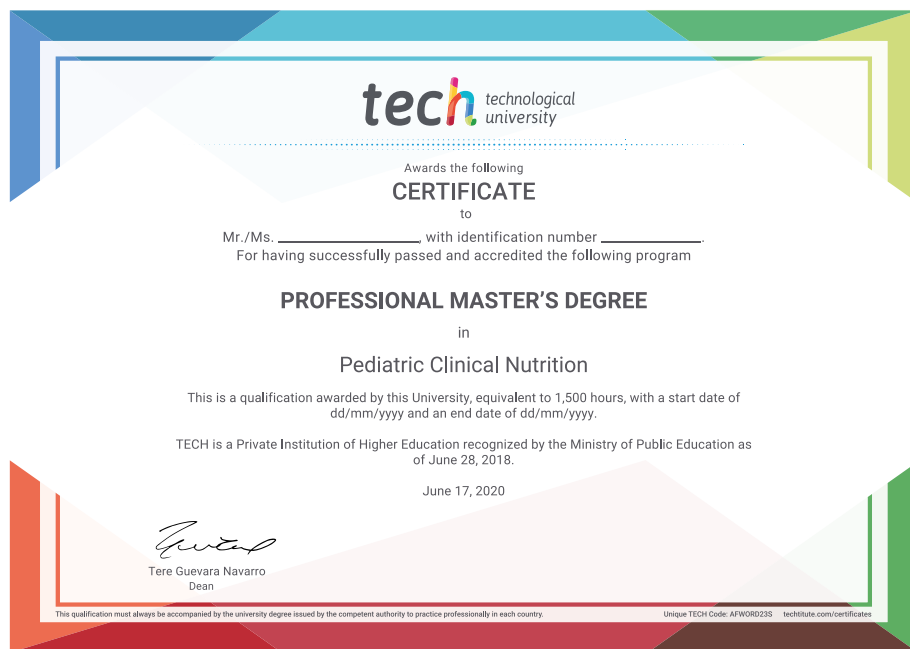 tech technological
university
Awards the following
CERTIFICATE
to
Mr./Ms. ____________, with identification number ____________.
For having successfully passed and accredited the following program
PROFESSIONAL MASTER'S DEGREE
in
Pediatric Clinical Nutrition
This is a qualification awarded by this University, equivalent to 1,500 hours, with a start date of
dd/mm/yyyy and an end date of dd/mm/yyyy.
TECH is a Private Institution of Higher Education recognized by the Ministry of Public Education as
of June 28, 2018.
June 17, 2020
Tere Guevara Navarro
Dean
This qualification must always be accompanied by the university degree issued by the competent authority to practice professionally in each country. Unique TECH Code: AFWORD23S techtitute.com/certificates